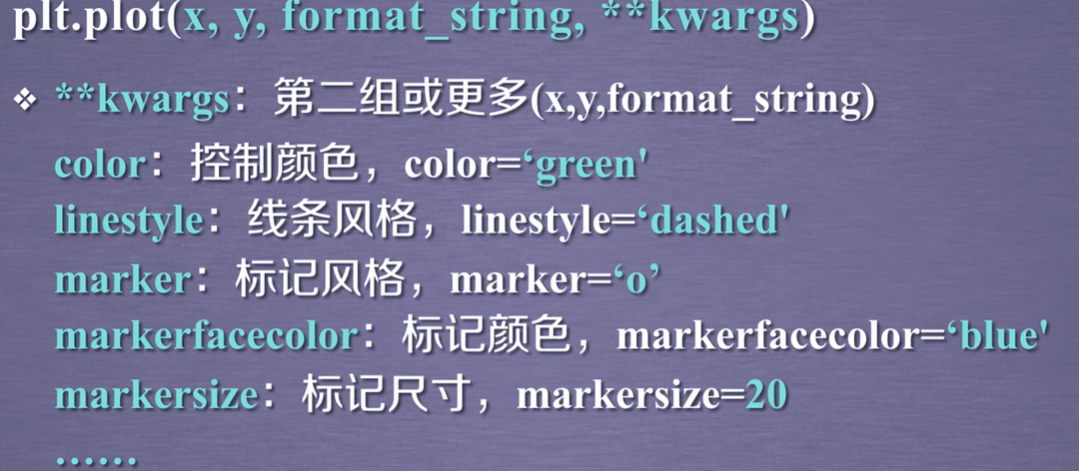 plt.plot(x, y, format_string, **kwargs)
❖ **kwargs：第二组或更多(x,y,format_string)
color：控制颜色，color=‘green'
linestyle：线条风格，linestyle=‘dashed'
marker：标记风格，marker=‘o’
markerfacecolor：标记颜色，markerfacecolor=‘blue'
markersize：标记尺寸，markersize=20
……